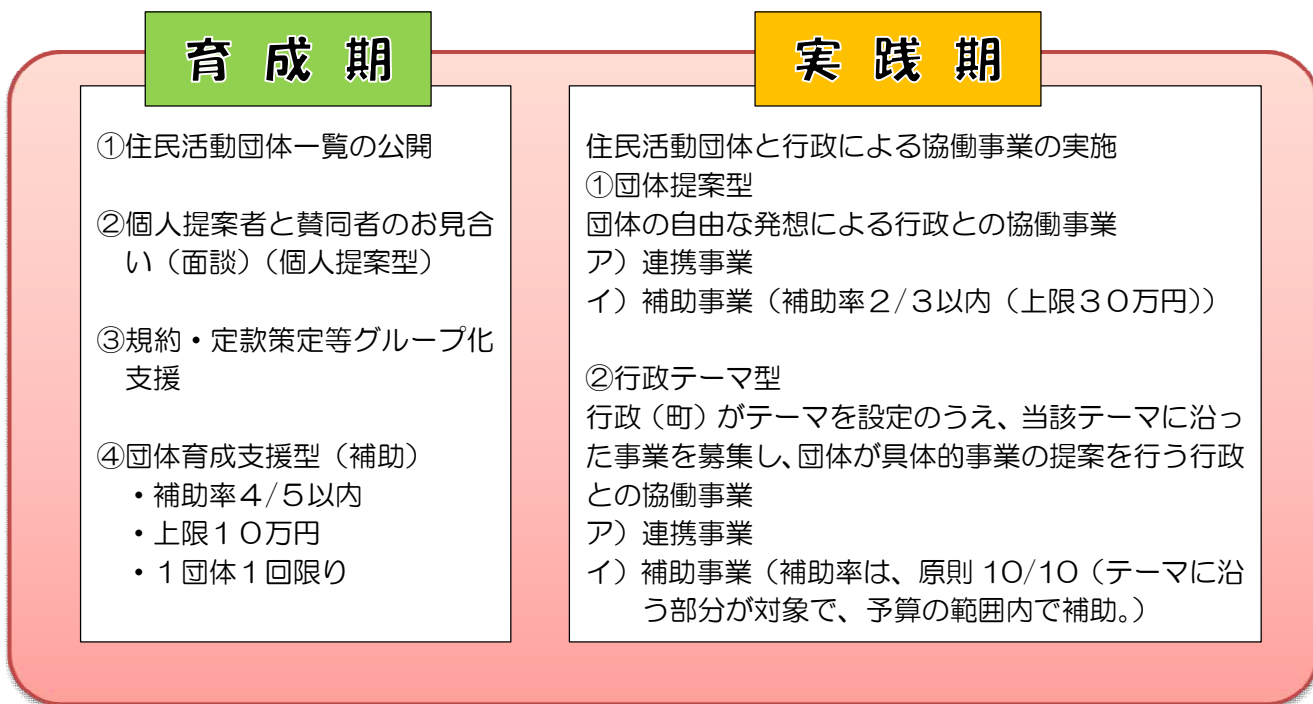 育成期
①住民活動団体一覧の公開
②個人提案者と賛同者のお見合
い（面談）（個人提案型）
③規約・定款策定等グループ化
支援
④団体育成支援型（補助）
・補助率４/５以内
・上限１０万円
・１団体１回限り
実践期
住民活動団体と行政による協働事業の実施
①団体提案型
団体の自由な発想による行政との協働事業
ア）連携事業
イ）補助事業（補助率２/３以内（上限３０万円））
②行政テーマ型
行政（町）がテーマを設定のうえ、当該テーマに沿っ
た事業を募集し、団体が具体的事業の提案を行う行政
との協働事業
ア）連携事業
イ）補助事業（補助率は、原則 10/10（テーマに沿
う部分が対象で、予算の範囲内で補助。）